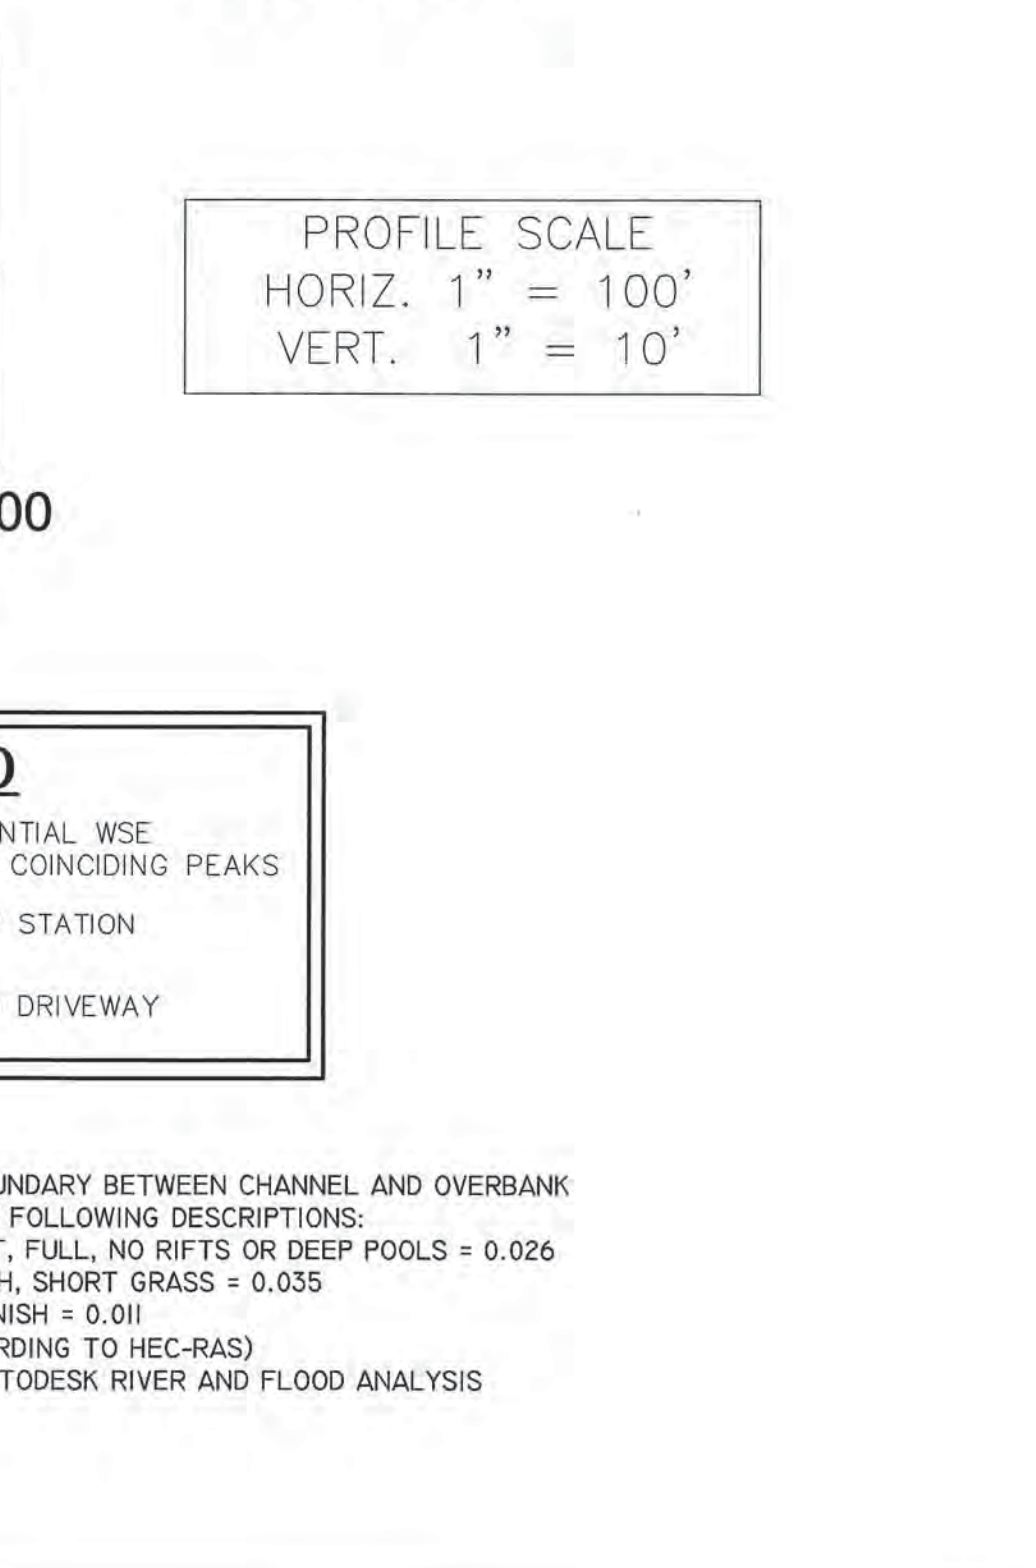 PROFILE SCALE
HORIZ. 1" = 100'
VERT. 1" = 10'
00
D
NTIAL WSE
COINCIDING PEAKS
STATION
DRIVEWAY
UNDARY BETWEEN CHANNEL AND OVERBANK
FOLLOWING DESCRIPTIONS:
T, FULL, NO RIFTS OR DEEP POOLS = 0.026
H, SHORT GRASS = 0.035
NISH = 0.011
RDING TO HEC-RAS)
TODESK RIVER AND FLOOD ANALYSIS